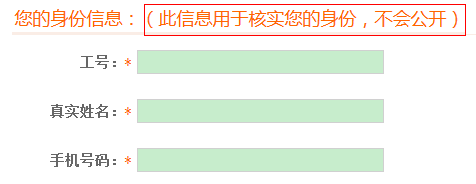 您的身份信息：（此信息用于核实您的身份，不会公开）
工号：*
真实姓名：*
手机号码：*